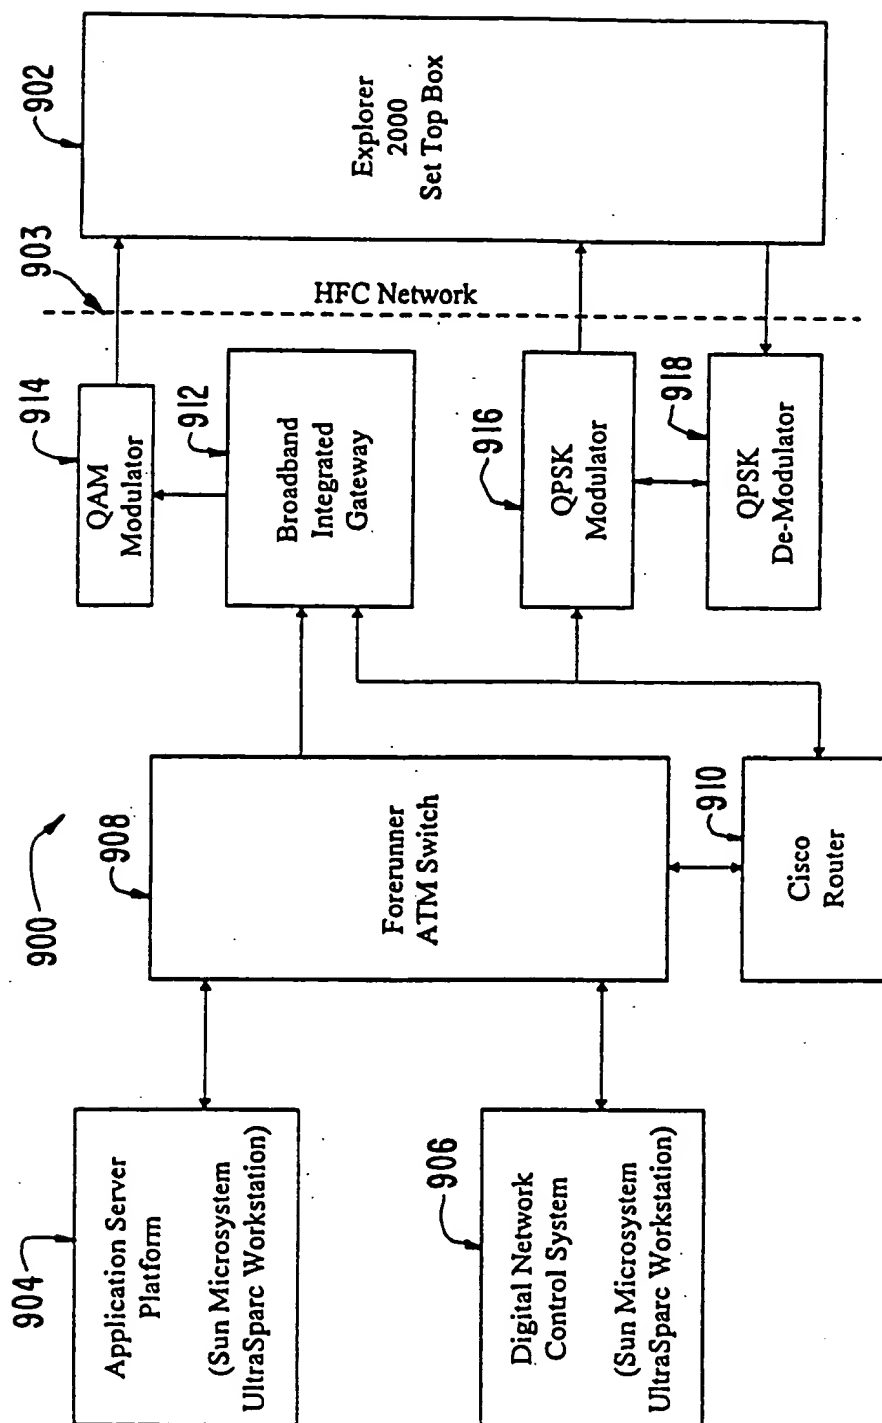 900
904
Application Server
Platform
(Sun Microsystem
UltraSparc Workstation)
906
Digital Network
Control System
(Sun Microsystem
UltraSparc Workstation)
908
Forerunner
ATM Switch
910
Cisco
Router
914
QAM
Modulator
912
Broadband
Integrated
Gateway
916
QPSK
Modulator
918
QPSK
De-Modulator
903
HFC Network
902
Explorer
2000
Set Top Box